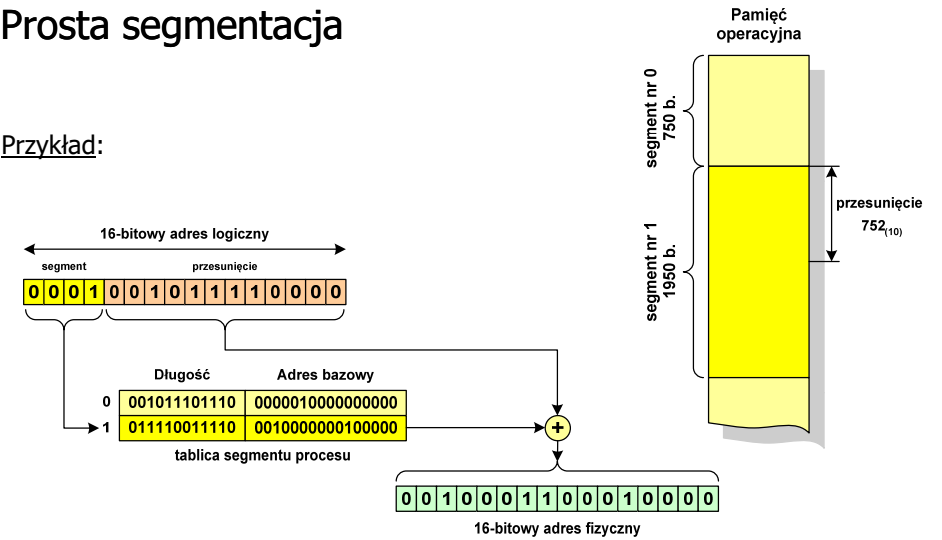 Prosta segmentacja
Pamięć
operacyjna
segment nr 0
750 b.
Przykład:
przesunięcie
752(10)
segment nr 1
1950 b.
16-bitowy adres logiczny
segment
przesunięcie
0 0 0 1 0 0 1 0 1 1 1 1 0 0 0 0
Długość
Adres bazowy
0
001011101110
0000010000000000
1
011110011110
0010000000100000
+
tablica segmentu procesu
0 0 1 0 0 0 1 1 0 0 0 1 0 0 0 0
16-bitowy adres fizyczny